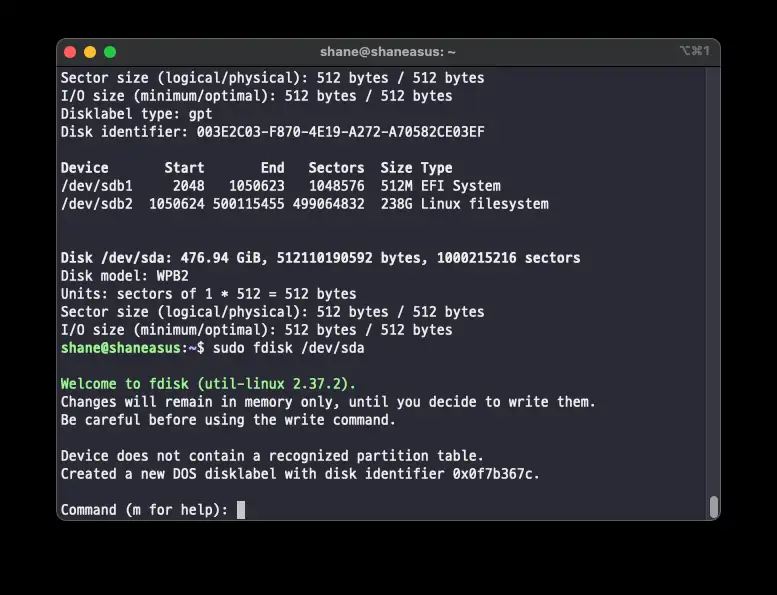 shane@shaneasus: ~
⌥⌘1
Sector size (logical/physical): 512 bytes / 512 bytes
I/O size (minimum/optimal): 512 bytes / 512 bytes
Disklabel type: gpt
Disk identifier: 003E2C03-F870-4E19-A272-A70582CE03EF
Device       Start       End   Sectors  Size Type
/dev/sdb1     2048   1050623   1048576  512M EFI System
/dev/sdb2  1050624 500115455 499064832  238G Linux filesystem
Disk /dev/sda: 476.94 GiB, 512110190592 bytes, 1000215216 sectors
Disk model: WPB2
Units: sectors of 1 * 512 = 512 bytes
Sector size (logical/physical): 512 bytes / 512 bytes
I/O size (minimum/optimal): 512 bytes / 512 bytes
shane@shaneasus:~$ sudo fdisk /dev/sda
Welcome to fdisk (util-linux 2.37.2).
Changes will remain in memory only, until you decide to write them.
Be careful before using the write command.
Device does not contain a recognized partition table.
Created a new DOS disklabel with disk identifier 0x0f7b367c.
Command (m for help):